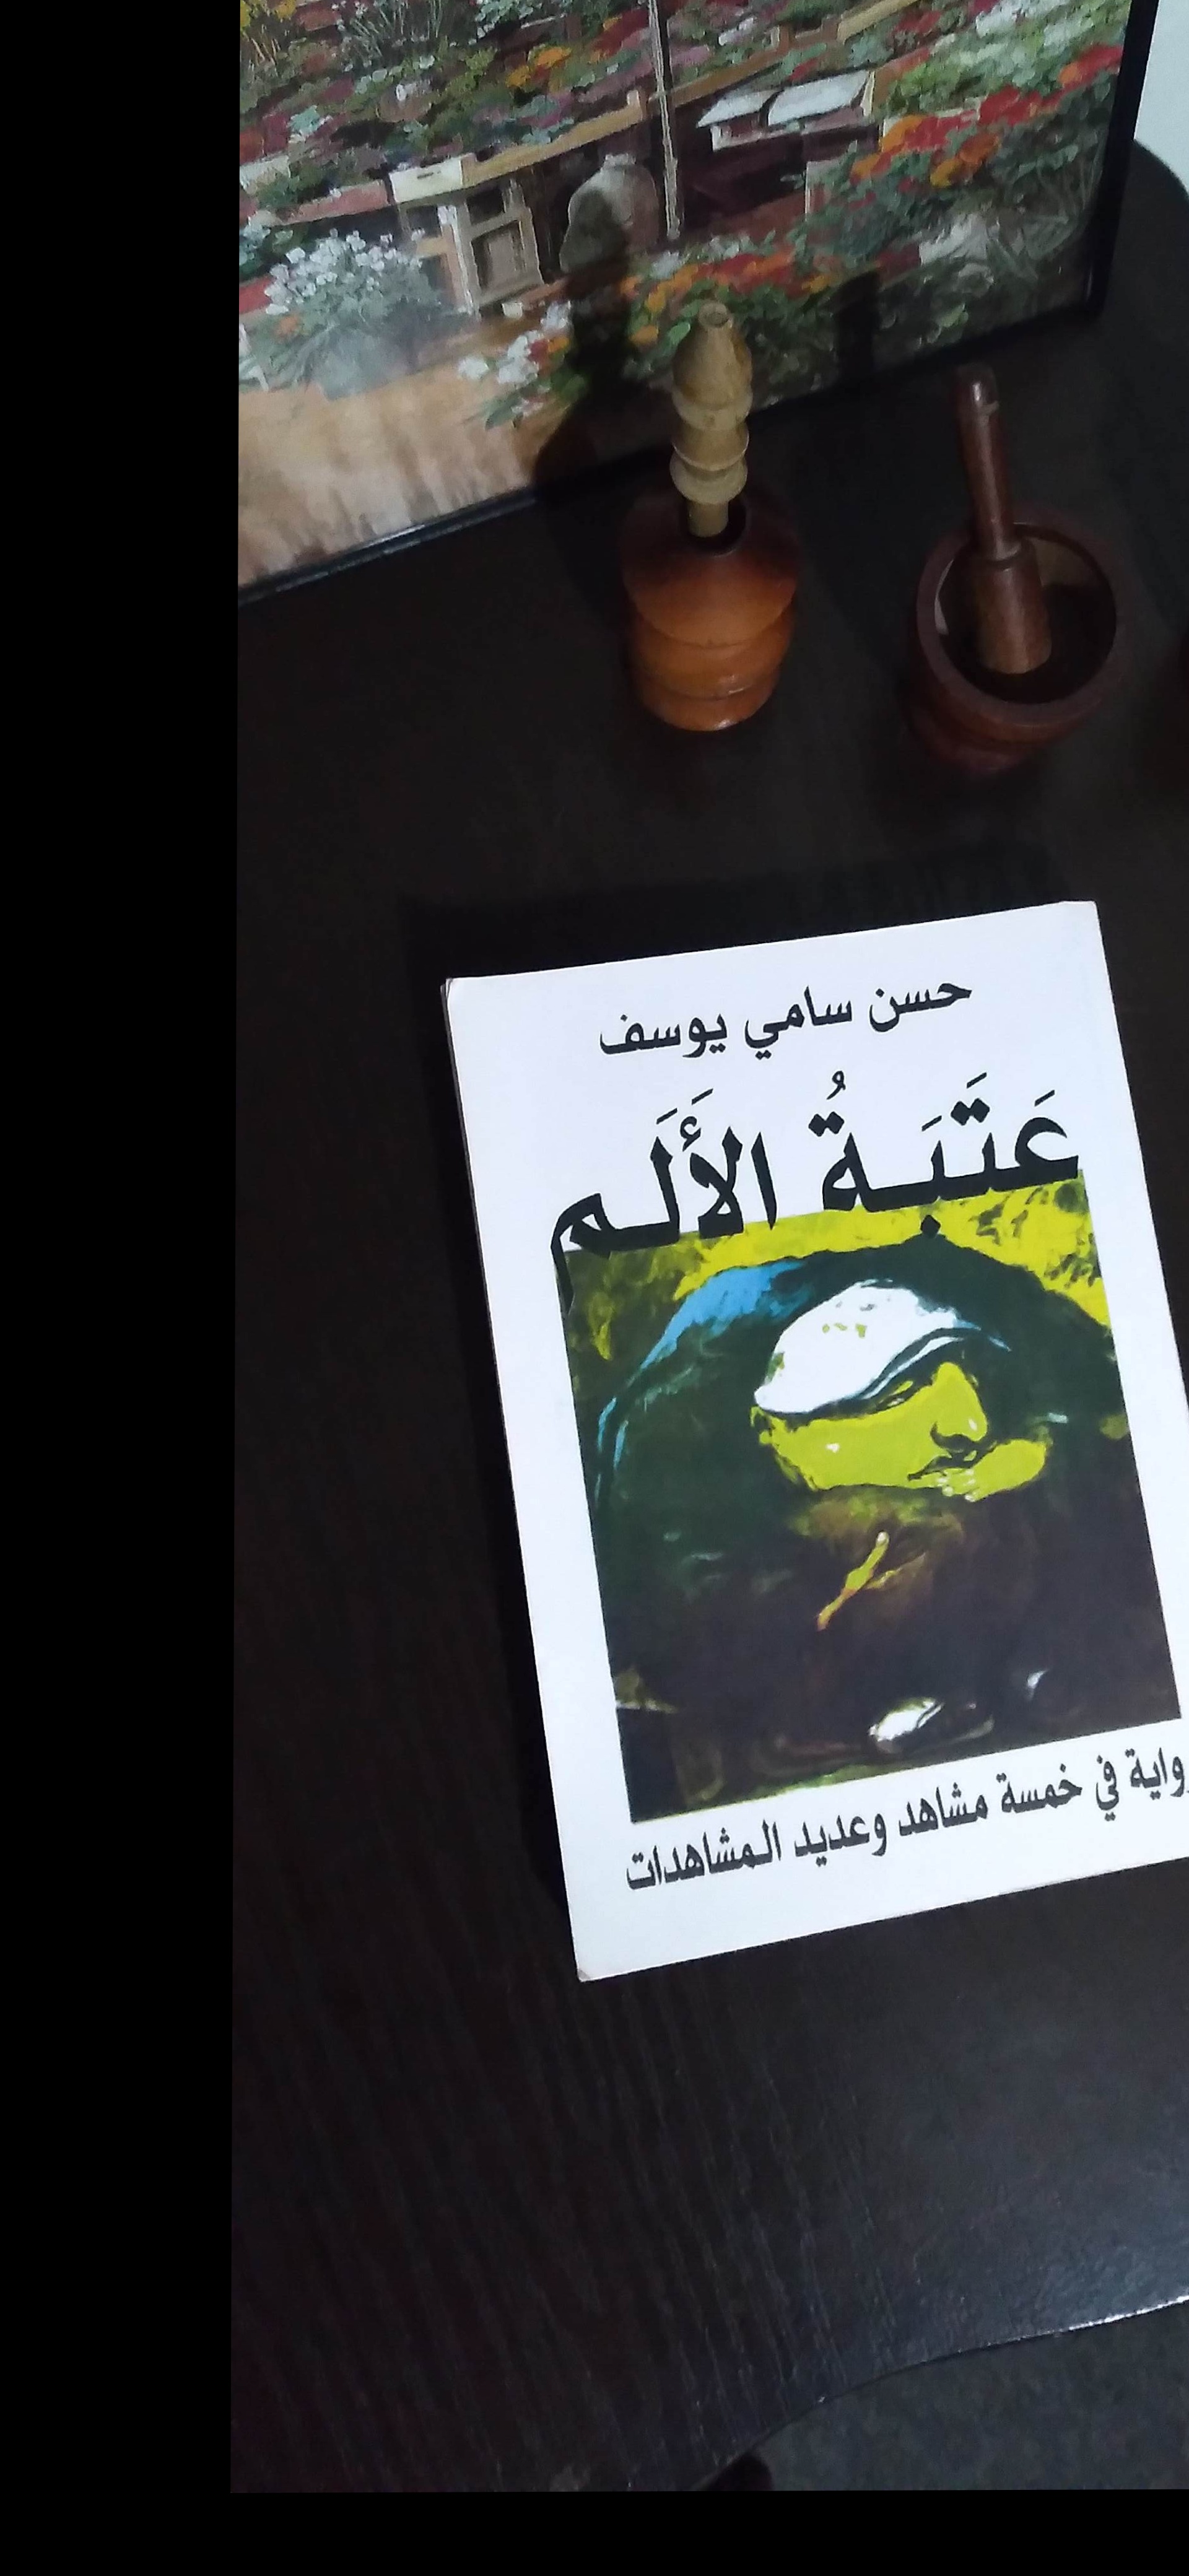 حسن سامي يوسف
عَتَبَةُ الأَلَم
رواية في خمسة مشاهد وعديد المشاهدات